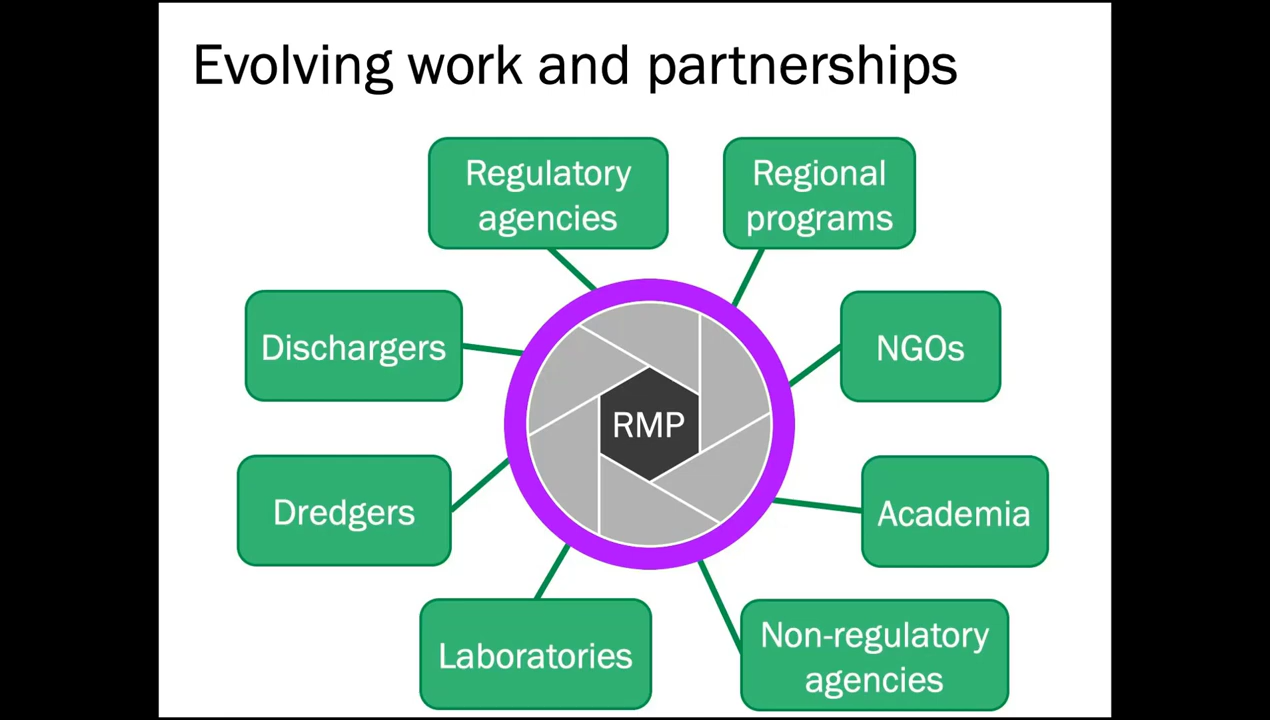 Evolving work and partnerships
Regulatory
agencies
Regional
programs
Dischargers
NGOs
RMP
Dredgers
Academia
Laboratories
Non-regulatory
agencies